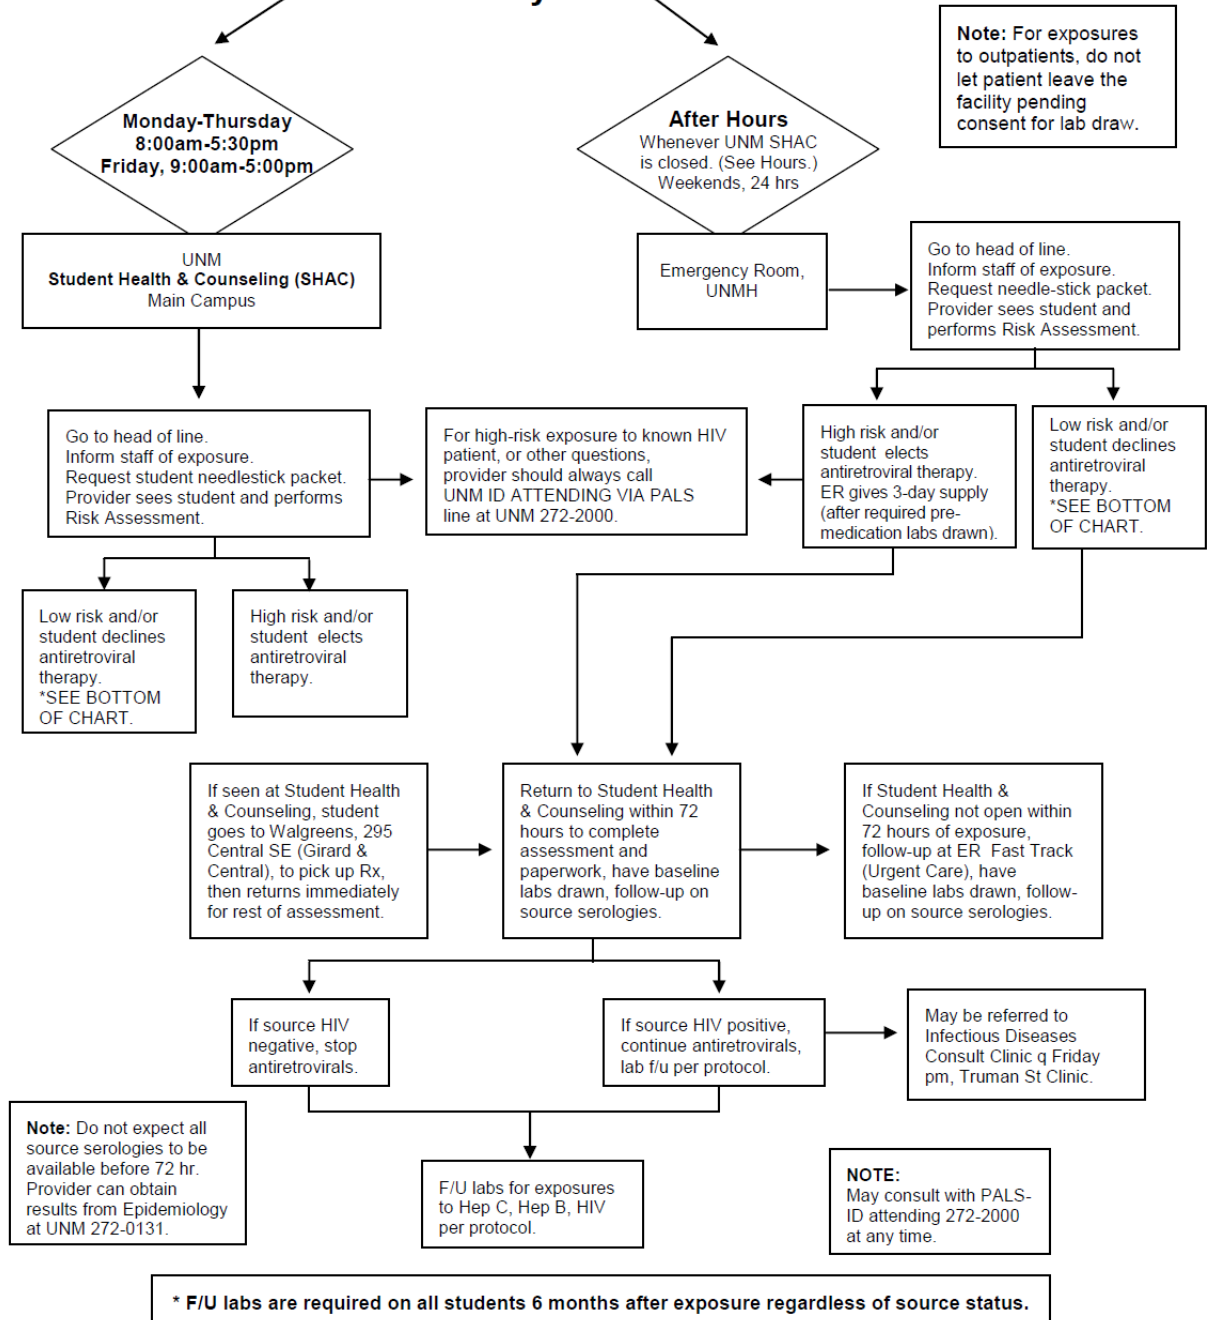 Note: For exposures
to outpatients, do not
let patient leave the
facility pending
consent for lab draw.
Monday-Thursday
8:00am-5:30pm
Friday, 9:00am-5:00pm
After Hours
Whenever UNM SHAC
is closed. (See Hours.)
Weekends, 24 hrs
UNM
Student Health & Counseling (SHAC)
Main Campus
Emergency Room,
UNMH
Go to head of line.
Inform staff of exposure.
Request needle-stick packet.
Provider sees student and
performs Risk Assessment.
Go to head of line.
Inform staff of exposure.
Request student needlestick packet.
Provider sees student and performs
Risk Assessment.
For high-risk exposure to known HIV
patient, or other questions,
provider should always call
UNM ID ATTENDING VIA PALS
line at UNM 272-2000.
High risk and/or
student elects
antiretroviral therapy.
ER gives 3-day supply
(after required pre-
medication labs drawn).
Low risk and/or
student declines
antiretroviral
therapy.
*SEE BOTTOM
OF CHART.
Low risk and/or
student declines
antiretroviral
therapy.
*SEE BOTTOM
OF CHART.
High risk and/or
student elects
antiretroviral
therapy.
If seen at Student Health
& Counseling, student
goes to Walgreens, 295
Central SE (Girard &
Central), to pick up Rx,
then returns immediately
for rest of assessment.
Return to Student Health
& Counseling within 72
hours to complete
assessment and
paperwork, have baseline
labs drawn, follow-up on
source serologies.
If Student Health &
Counseling not open within
72 hours of exposure,
follow-up at ER Fast Track
(Urgent Care), have
baseline labs drawn, follow-
up on source serologies.
If source HIV
negative, stop
antiretrovirals.
If source HIV positive,
continue antiretrovirals,
lab f/u per protocol.
May be referred to
Infectious Diseases
Consult Clinic q Friday
pm, Truman St Clinic.
Note: Do not expect all
source serologies to be
available before 72 hr.
Provider can obtain
results from Epidemiology
at UNM 272-0131.
F/U labs for exposures
to Hep C, Hep B, HIV
per protocol.
NOTE:
May consult with PALS-
ID attending 272-2000
at any time.
* F/U labs are required on all students 6 months after exposure regardless of source status.